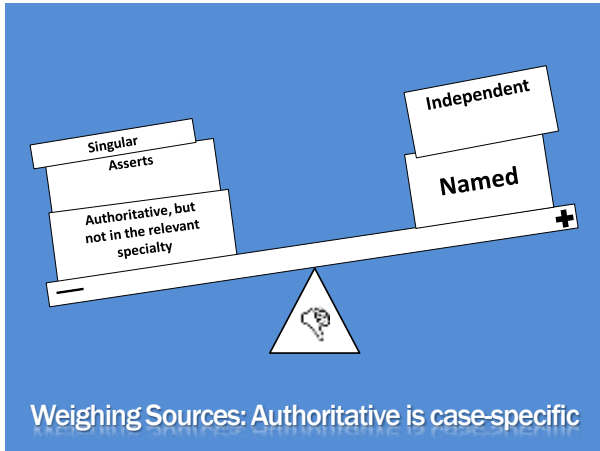 Singular
Asserts
Authoritative, but
not in the relevant
specialty
Independent
Named
—
+
Weighing Sources: Authoritative is case-specific